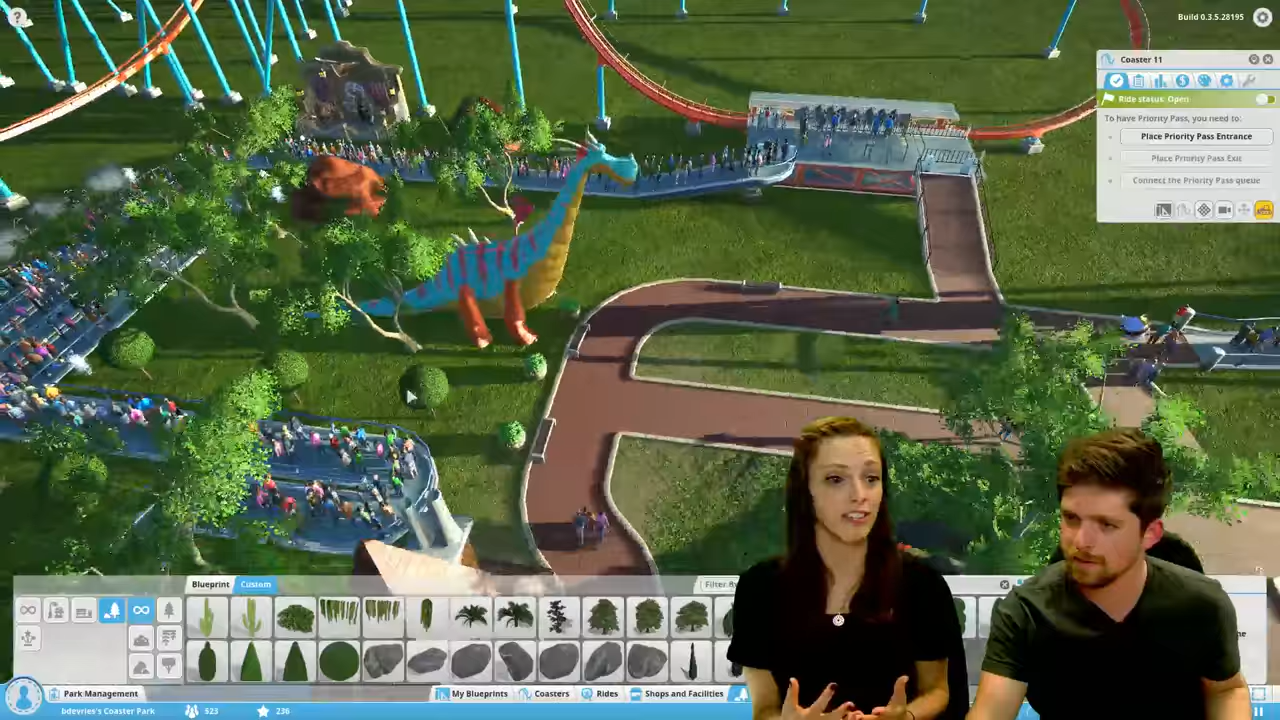 ?
Build 0.3.5.28195
Coaster 11
Ride status: Open
To have Priority Pass, you need to:
Place Priority Pass Entrance
Place Priority Pass Exit
Connect the Priority Pass queue
Blueprint Custom
Filter By
Park Management
My Blueprints Coasters Rides Shops and Facilities
bdevries's Coaster Park 523 236